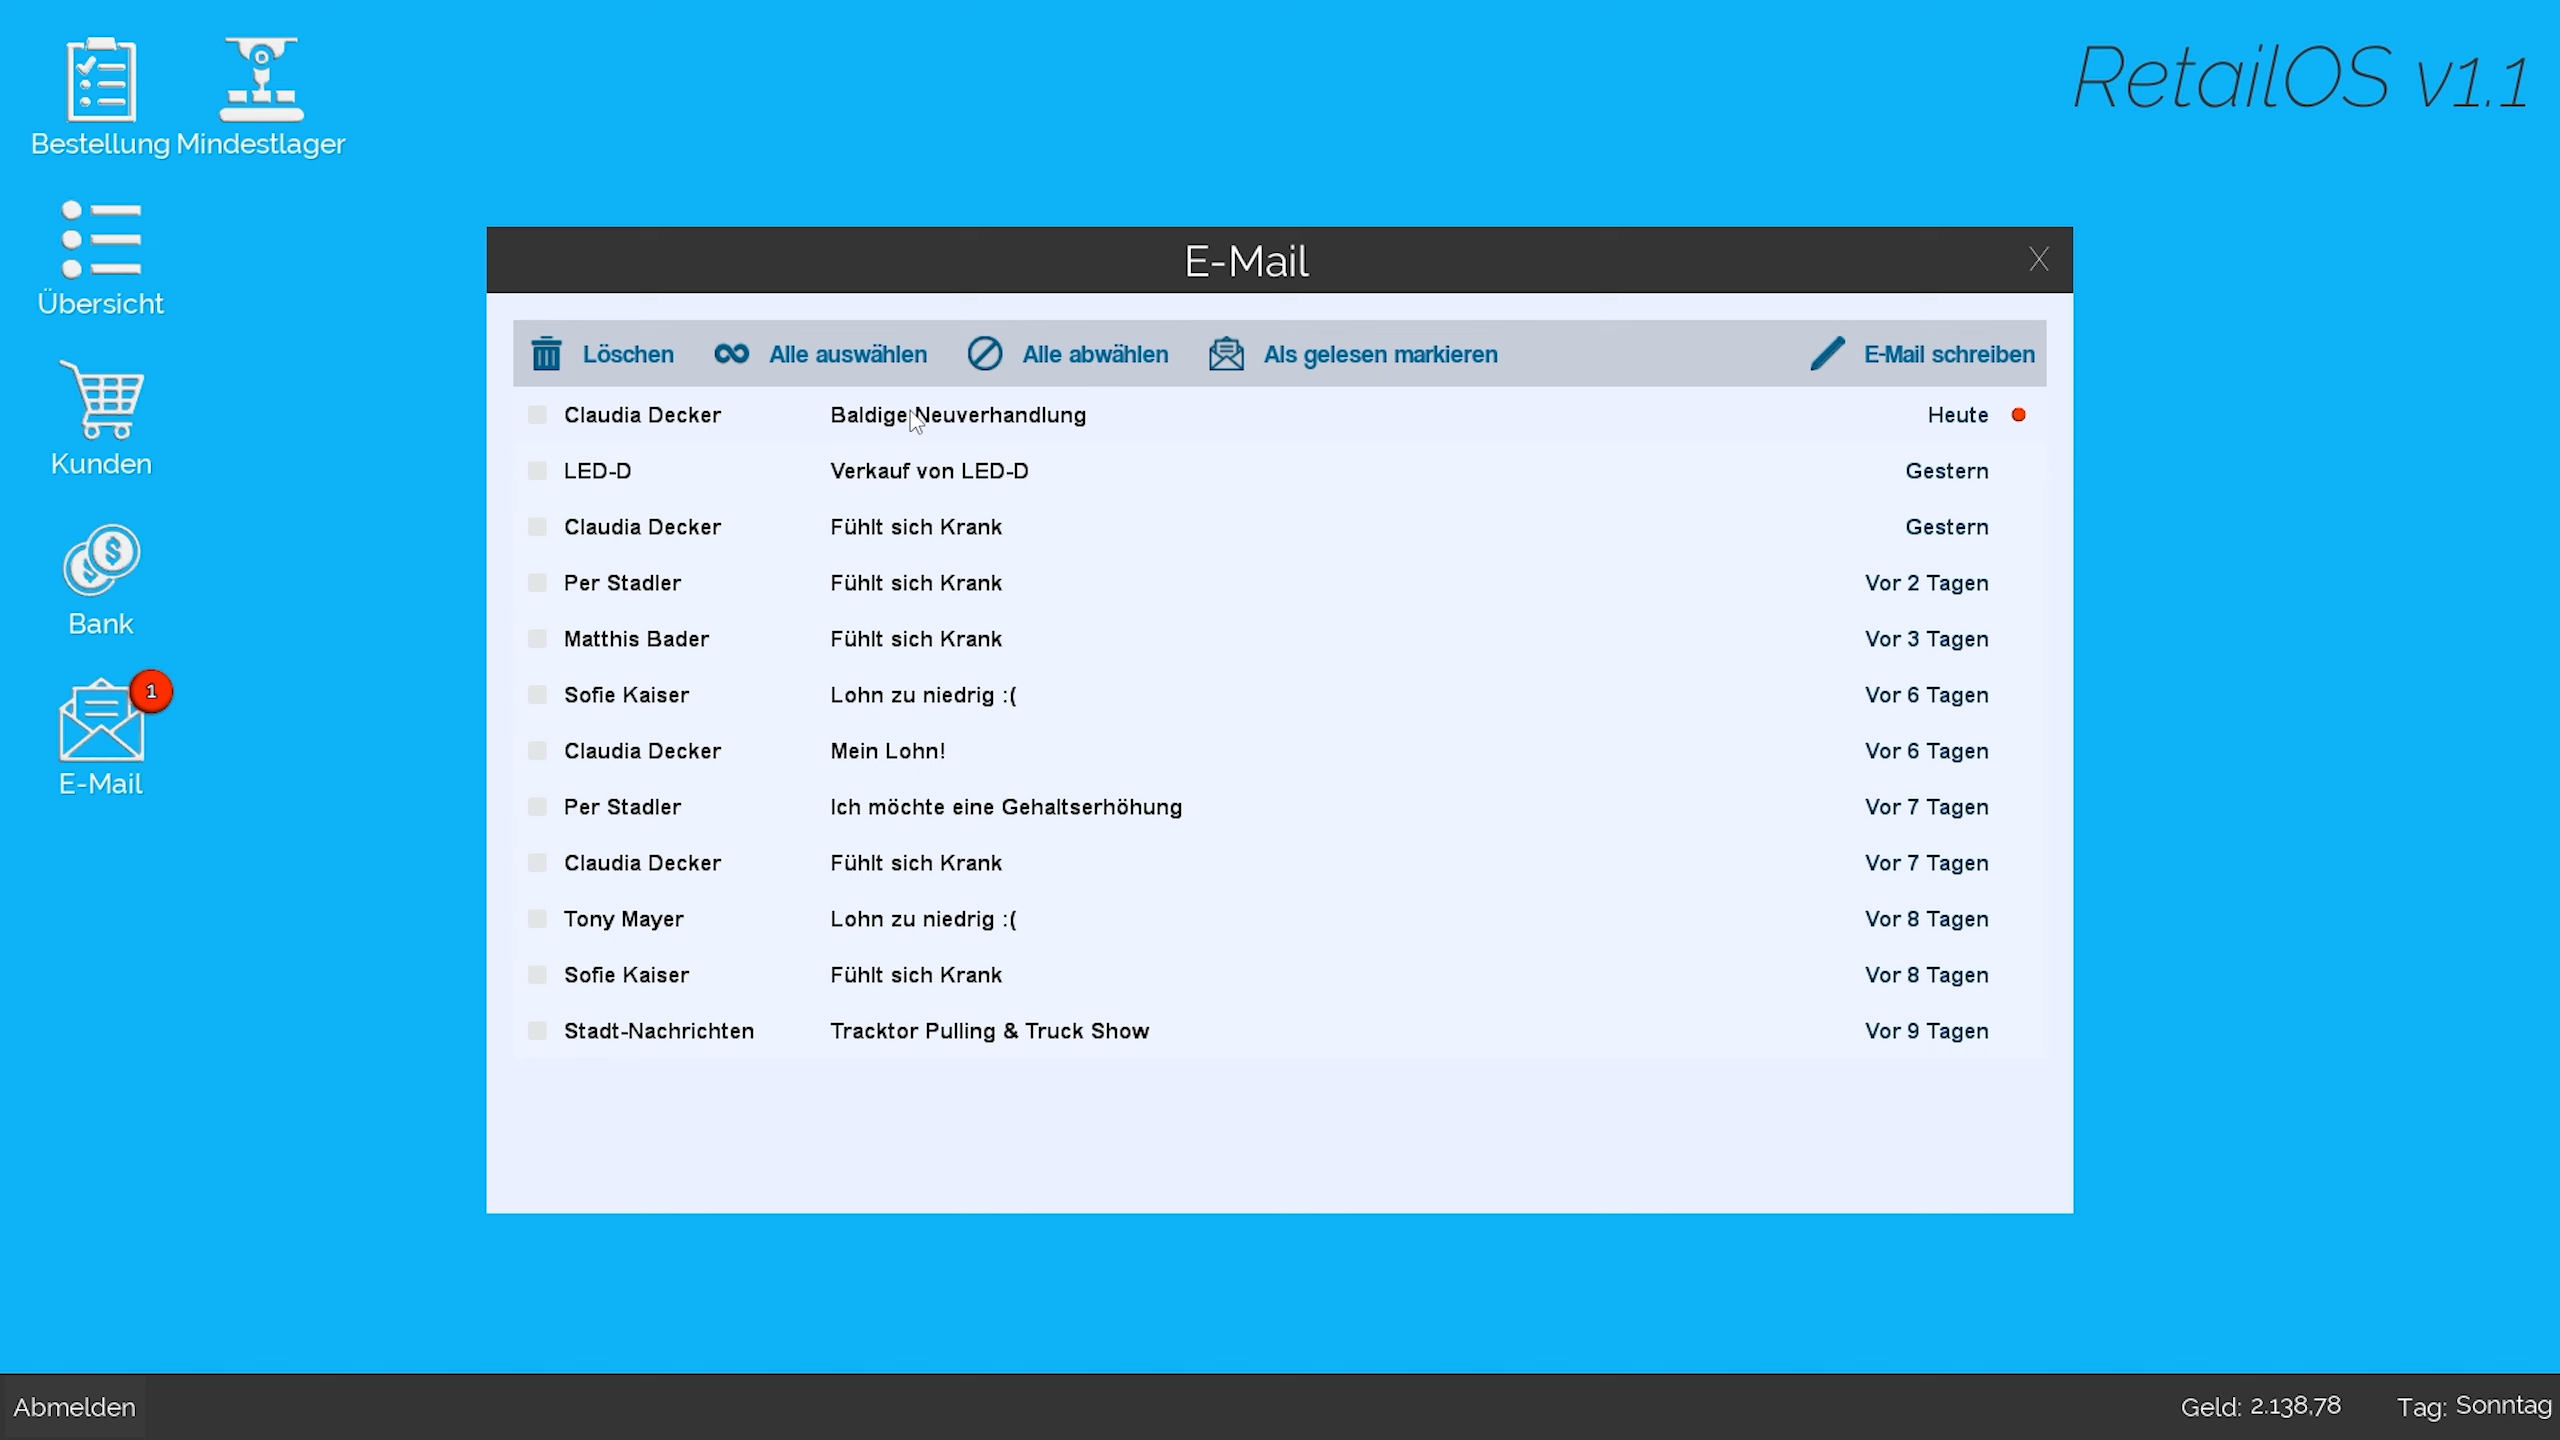 RetailOS v1.1
Bestellung Mindestlager
Übersicht
Kunden
Bank
1
E-Mail
E-Mail X
Löschen Alle auswählen Alle abwählen Als gelesen markieren E-Mail schreiben
Claudia Decker Baldige Neuverhandlung Heute
LED-D Verkauf von LED-D Gestern
Claudia Decker Fühlt sich Krank Gestern
Per Stadler Fühlt sich Krank Vor 2 Tagen
Matthis Bader Fühlt sich Krank Vor 3 Tagen
Sofie Kaiser Lohn zu niedrig :( Vor 6 Tagen
Claudia Decker Mein Lohn! Vor 6 Tagen
Per Stadler Ich möchte eine Gehaltserhöhung Vor 7 Tagen
Claudia Decker Fühlt sich Krank Vor 7 Tagen
Tony Mayer Lohn zu niedrig :( Vor 8 Tagen
Sofie Kaiser Fühlt sich Krank Vor 8 Tagen
Stadt-Nachrichten Tracktor Pulling & Truck Show Vor 9 Tagen
Abmelden Geld: 2.138,78 Tag: Sonntag